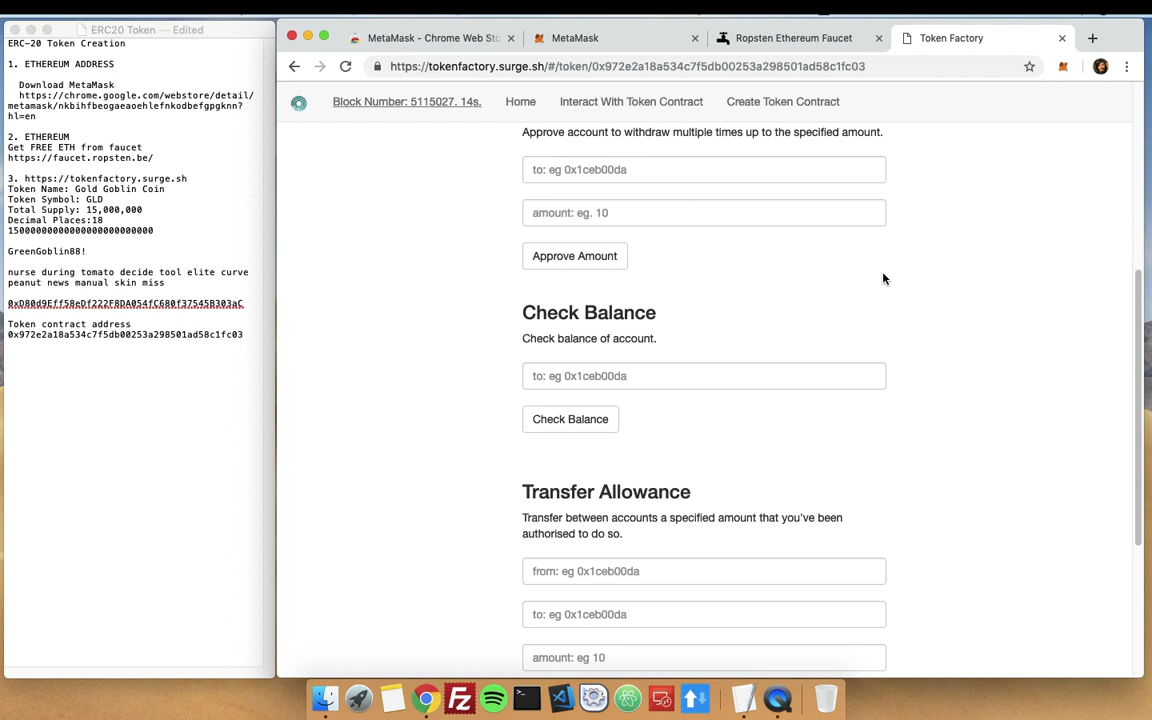 ERC20 Token — Edited
ERC-20 Token Creation
1. ETHEREUM ADDRESS
Download MetaMask
https://chrome.google.com/webstore/detail/
metamask/nkbihfbeogaeaoehlefnkodbefgpgknn?
hl=en
2. ETHEREUM
Get FREE ETH from faucet
https://faucet.ropsten.be/
3. https://tokenfactory.surge.sh
Token Name: Gold Goblin Coin
Token Symbol: GLD
Total Supply: 15,000,000
Decimal Places:18
GreenGoblin88!
nurse during tomato decide tool elite curve
peanut news manual skin miss
0xD80d9Eff58eDf222F8DA054fC680f37545B303aC
Token contract address
0x972e2a18a534c7f5db00253a298501ad58c1fc03
MetaMask - Chrome Web Sto
MetaMask
Ropsten Ethereum Faucet
Token Factory
https://tokenfactory.surge.sh/#/token/0x972e2a18a534c7f5db00253a298501ad58c1fc03
Block Number: 5115027. 14s.
Home
Interact With Token Contract
Create Token Contract
Approve account to withdraw multiple times up to the specified amount.
to: eg 0x1ceb00da
amount: eg. 10
Approve Amount
Check Balance
Check balance of account.
to: eg 0x1ceb00da
Check Balance
Transfer Allowance
Transfer between accounts a specified amount that you've been
authorised to do so.
from: eg 0x1ceb00da
to: eg 0x1ceb00da
amount: eg 10